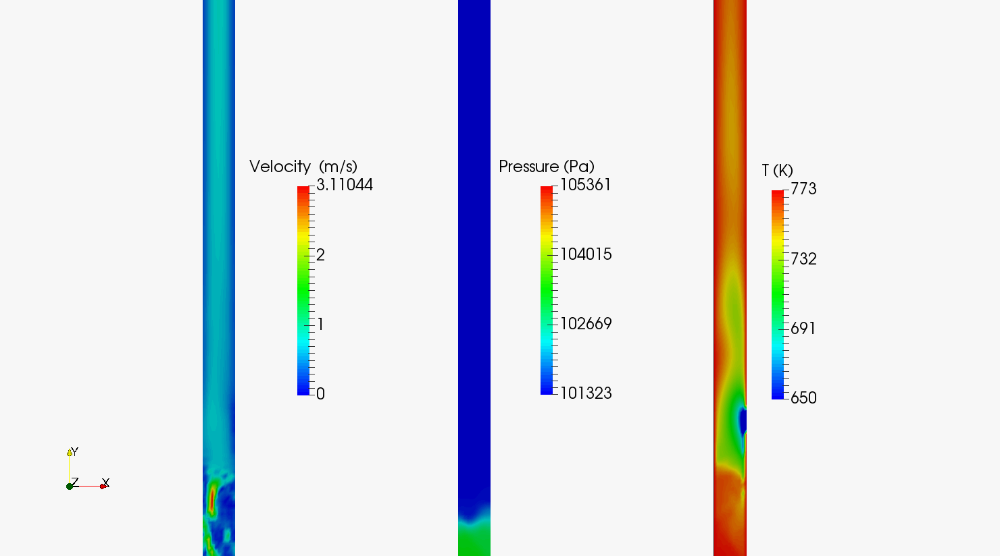 Velocity (m/s)
3.11044
2
1
0
Pressure (Pa)
105361
104015
102669
101323
T (K)
773
732
691
650
Y
Z
X